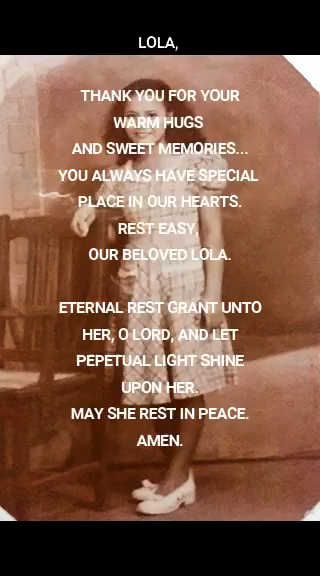 LOLA,
THANK YOU FOR YOUR
WARM HUGS
AND SWEET MEMORIES...
YOU ALWAYS HAVE SPECIAL
PLACE IN OUR HEARTS.
REST EASY,
OUR BELOVED LOLA.
ETERNAL REST GRANT UNTO
HER, O LORD, AND LET
PEPETUAL LIGHT SHINE
UPON HER.
MAY SHE REST IN PEACE.
AMEN.